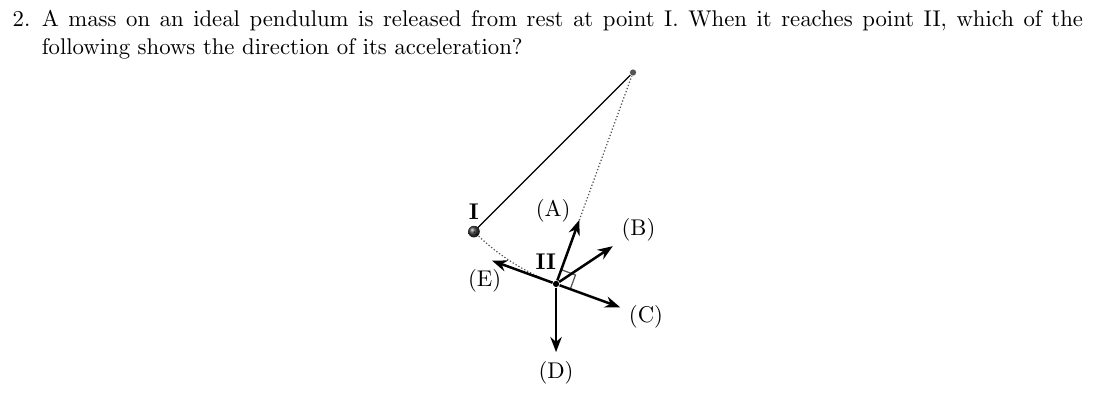 2. A mass on an ideal pendulum is released from rest at point I. When it reaches point II, which of the
following shows the direction of its acceleration?
I
(A)
(B)
II
(E)
(C)
(D)